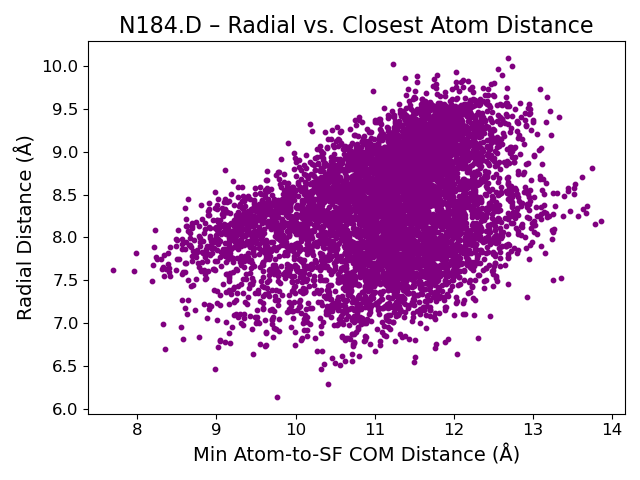 N184.D – Radial vs. Closest Atom Distance
Radial Distance (Å)
10.0
9.5
9.0
8.5
8.0
7.5
7.0
6.5
6.0
8 9 10 11 12 13 14
Min Atom-to-SF COM Distance (Å)